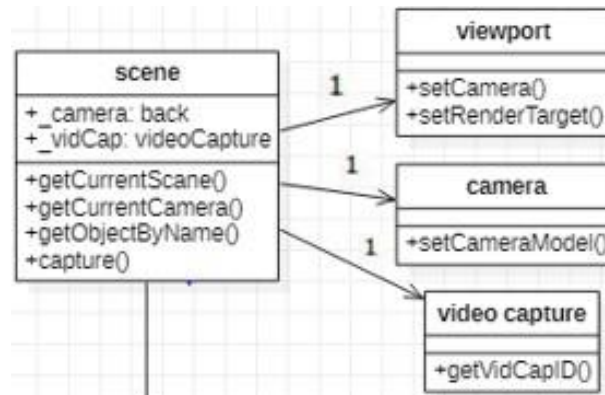 scene
+_camera: back
+_vidCap: videoCapture
+getCurrentScane()
+getCurrentCamera()
+getObjectByName()
+capture()
1
1
1
viewport
+setCamera()
+setRenderTarget()
camera
+setCameraModel()
video capture
+getVidCapID()